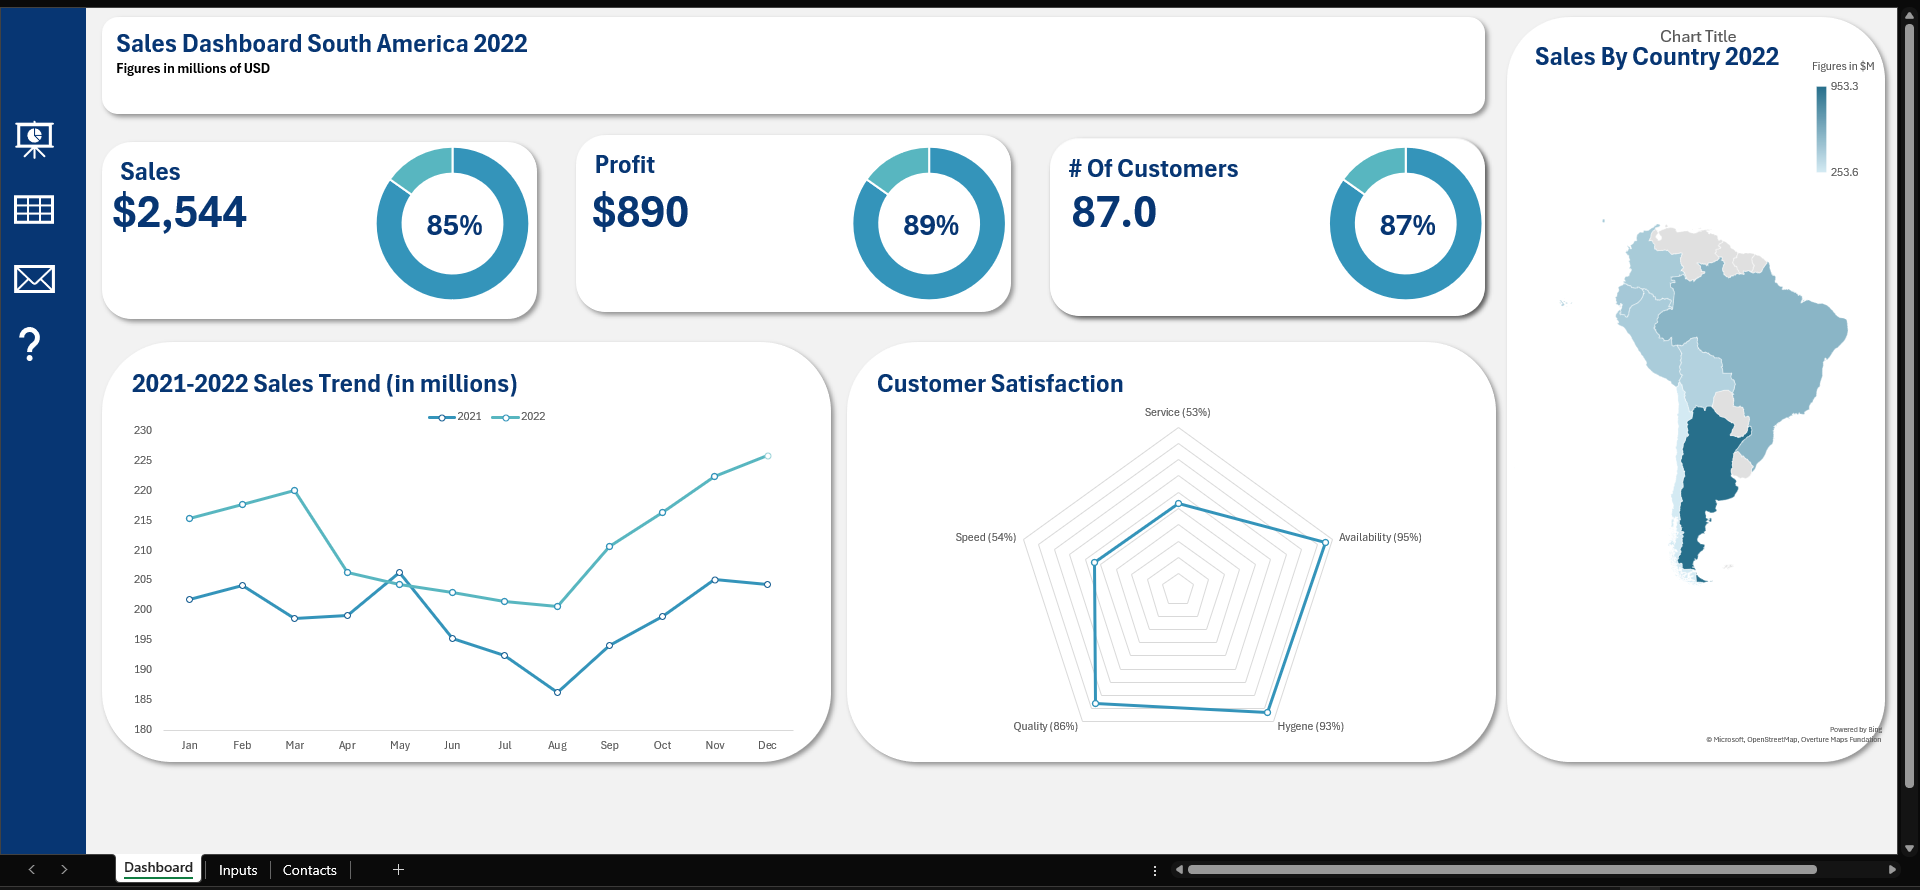 Sales Dashboard South America 2022
Figures in millions of USD
Chart Title
Sales By Country 2022
Figures in $M
953.3
253.6
Sales
$2,544
85%
Profit
$890
89%
# Of Customers
87.0
87%
?
2021-2022 Sales Trend (in millions)
2021 2022
230
225
220
215
210
205
200
195
190
185
180
Jan Feb Mar Apr May Jun Jul Aug Sep Oct Nov Dec
Customer Satisfaction
Service (53%)
Speed (54%)
Availability (95%)
Quality (86%)
Hygene (93%)
Powered by Bing
© Microsoft, OpenStreetMap, Overture Maps Fundation
Dashboard Inputs Contacts